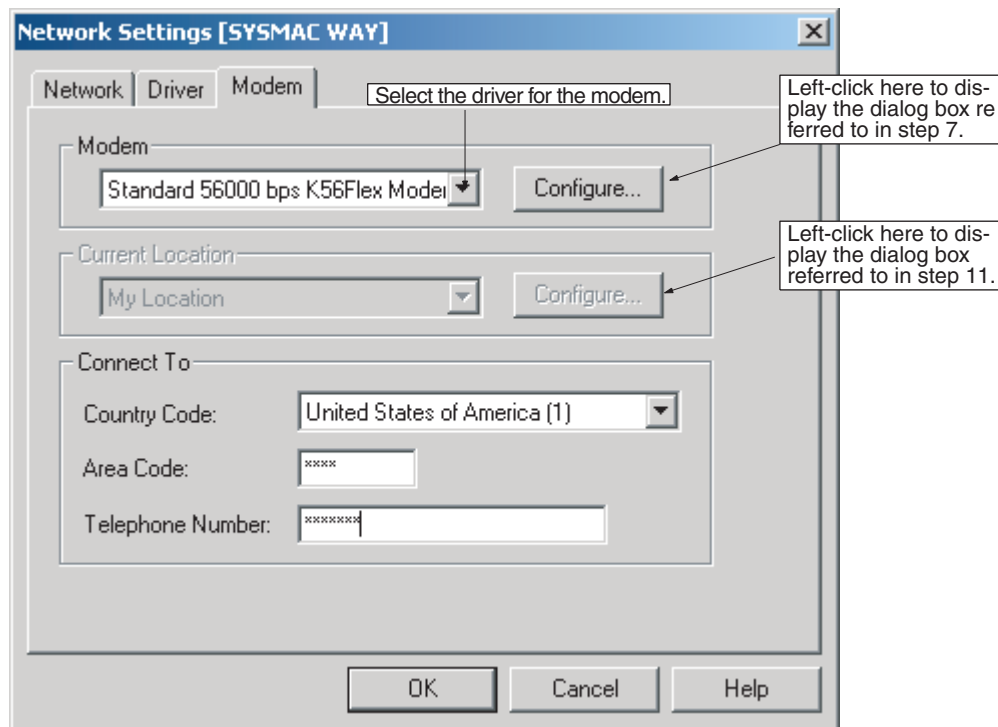 Network Settings [SYSMAC WAY]
Network Driver Modem
Select the driver for the modem.
Left-click here to dis-
play the dialog box re
ferred to in step 7.
Modem
Standard 56000 bps K56Flex Moder
Configure...
Left-click here to dis-
play the dialog box
referred to in step 11.
Current Location
My Location
Configure...
Connect To
Country Code: United States of America (1)
Area Code: ****
Telephone Number: *******
OK Cancel Help